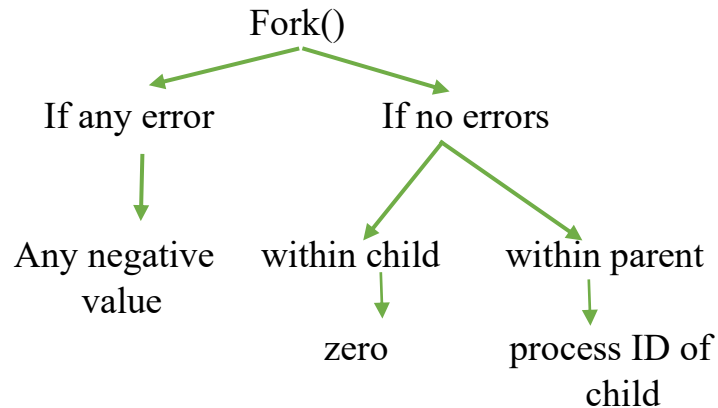 Fork()
If any error
If no errors
Any negative
value
within child
within parent
zero
process ID of
child